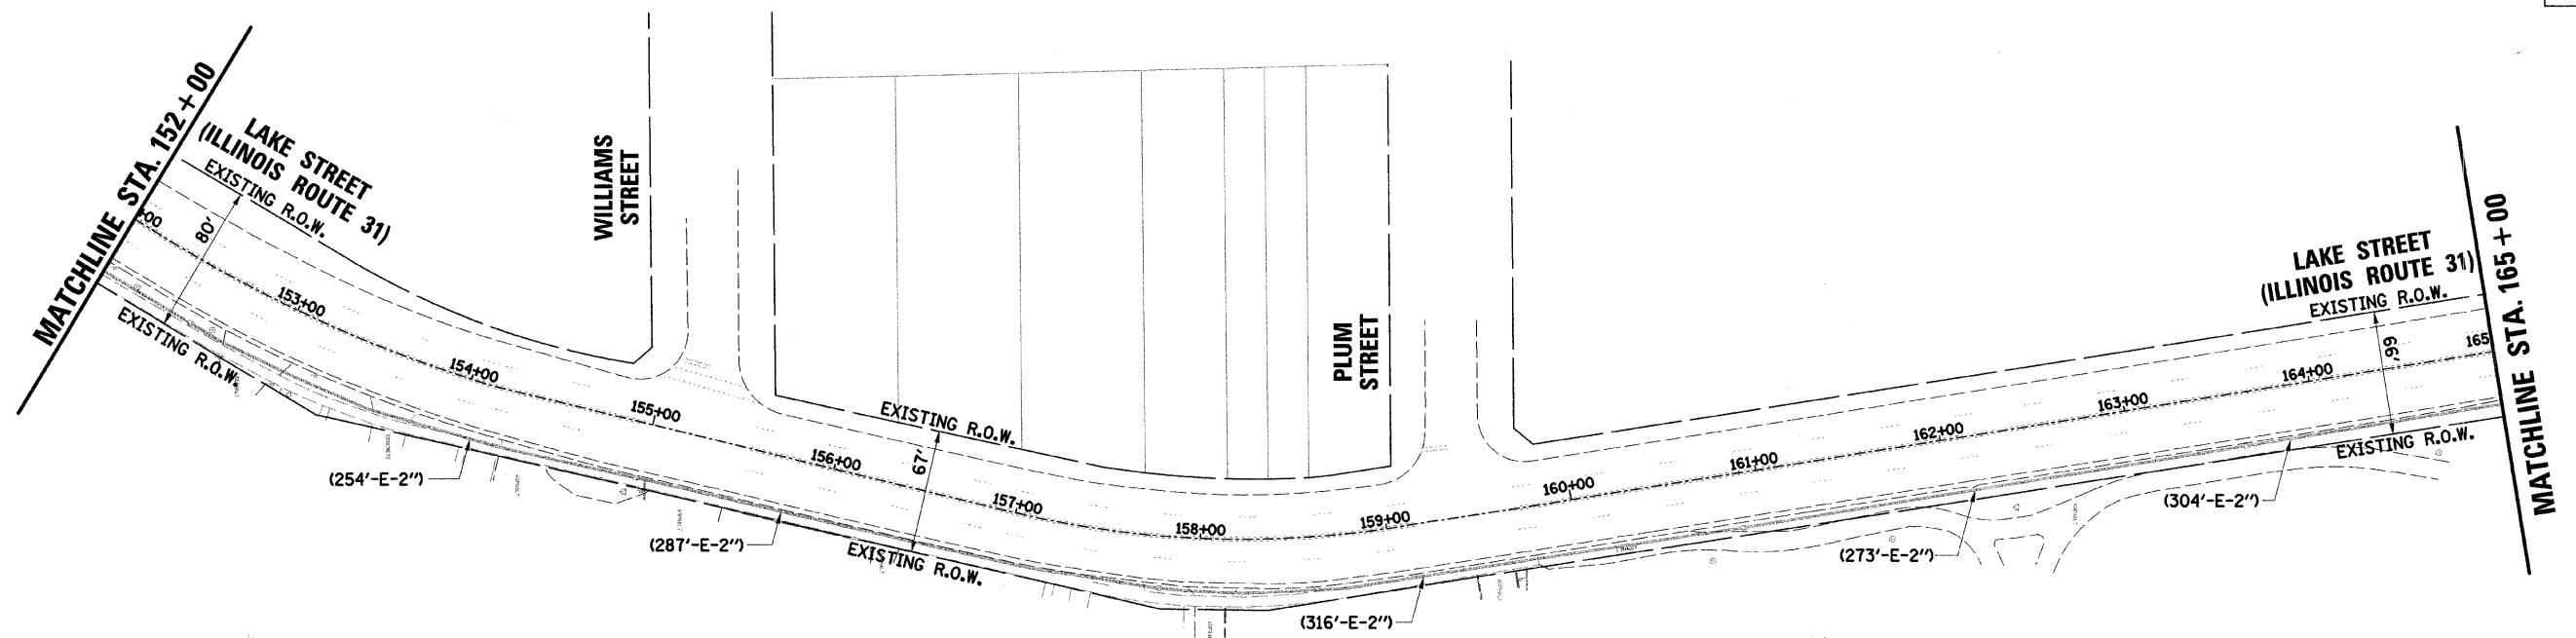 MATCHLINE STA. 152+00
LAKE STREET
(ILLINOIS ROUTE 31)
EXISTING R.O.W.
80'
+00
EXISTING R.O.W.
153+00
154+00
(254'-E-2")
WILLIAMS
STREET
155+00
(287'-E-2")
156+00
EXISTING R.O.W.
67'
EXISTING R.O.W.
157+00
158+00
PLUM
STREET
159+00
(316'-E-2")
160+00
161+00
162+00
(273'-E-2")
163+00
164+00
(304'-E-2")
LAKE STREET
(ILLINOIS ROUTE 31)
EXISTING R.O.W.
66'
165
EXISTING R.O.W.
MATCHLINE STA. 165+00